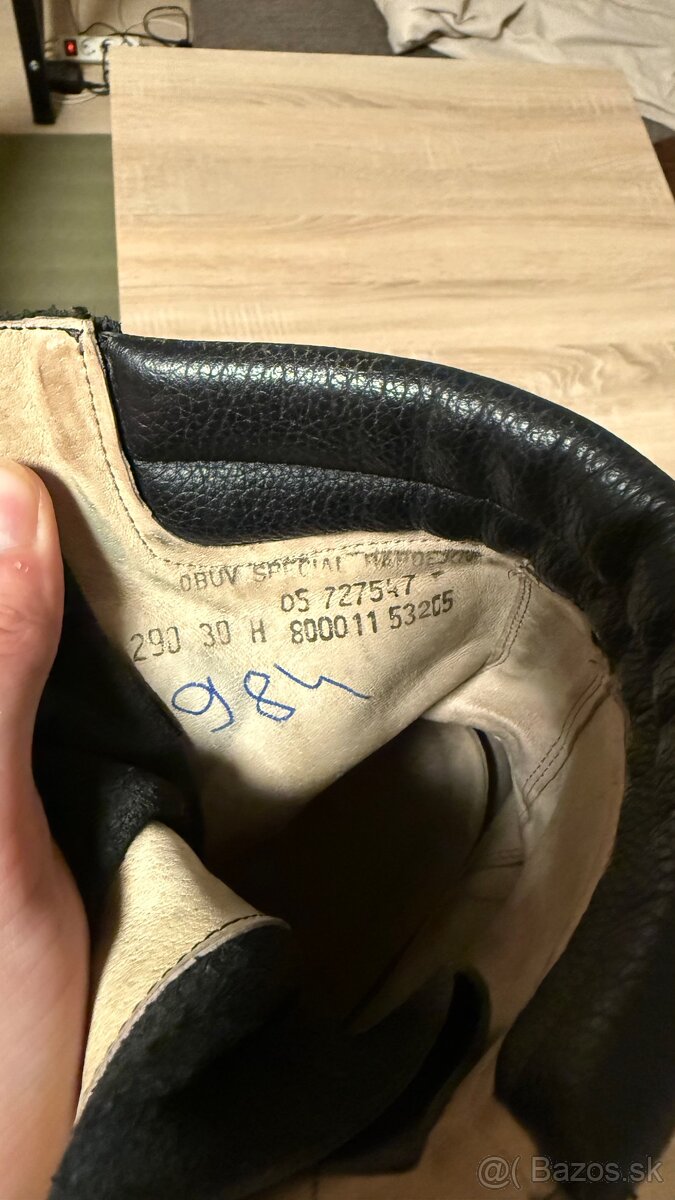 OBUV SPECIAL
05 727547
290 30 H 800011 53205
984
@( Bazos.sk